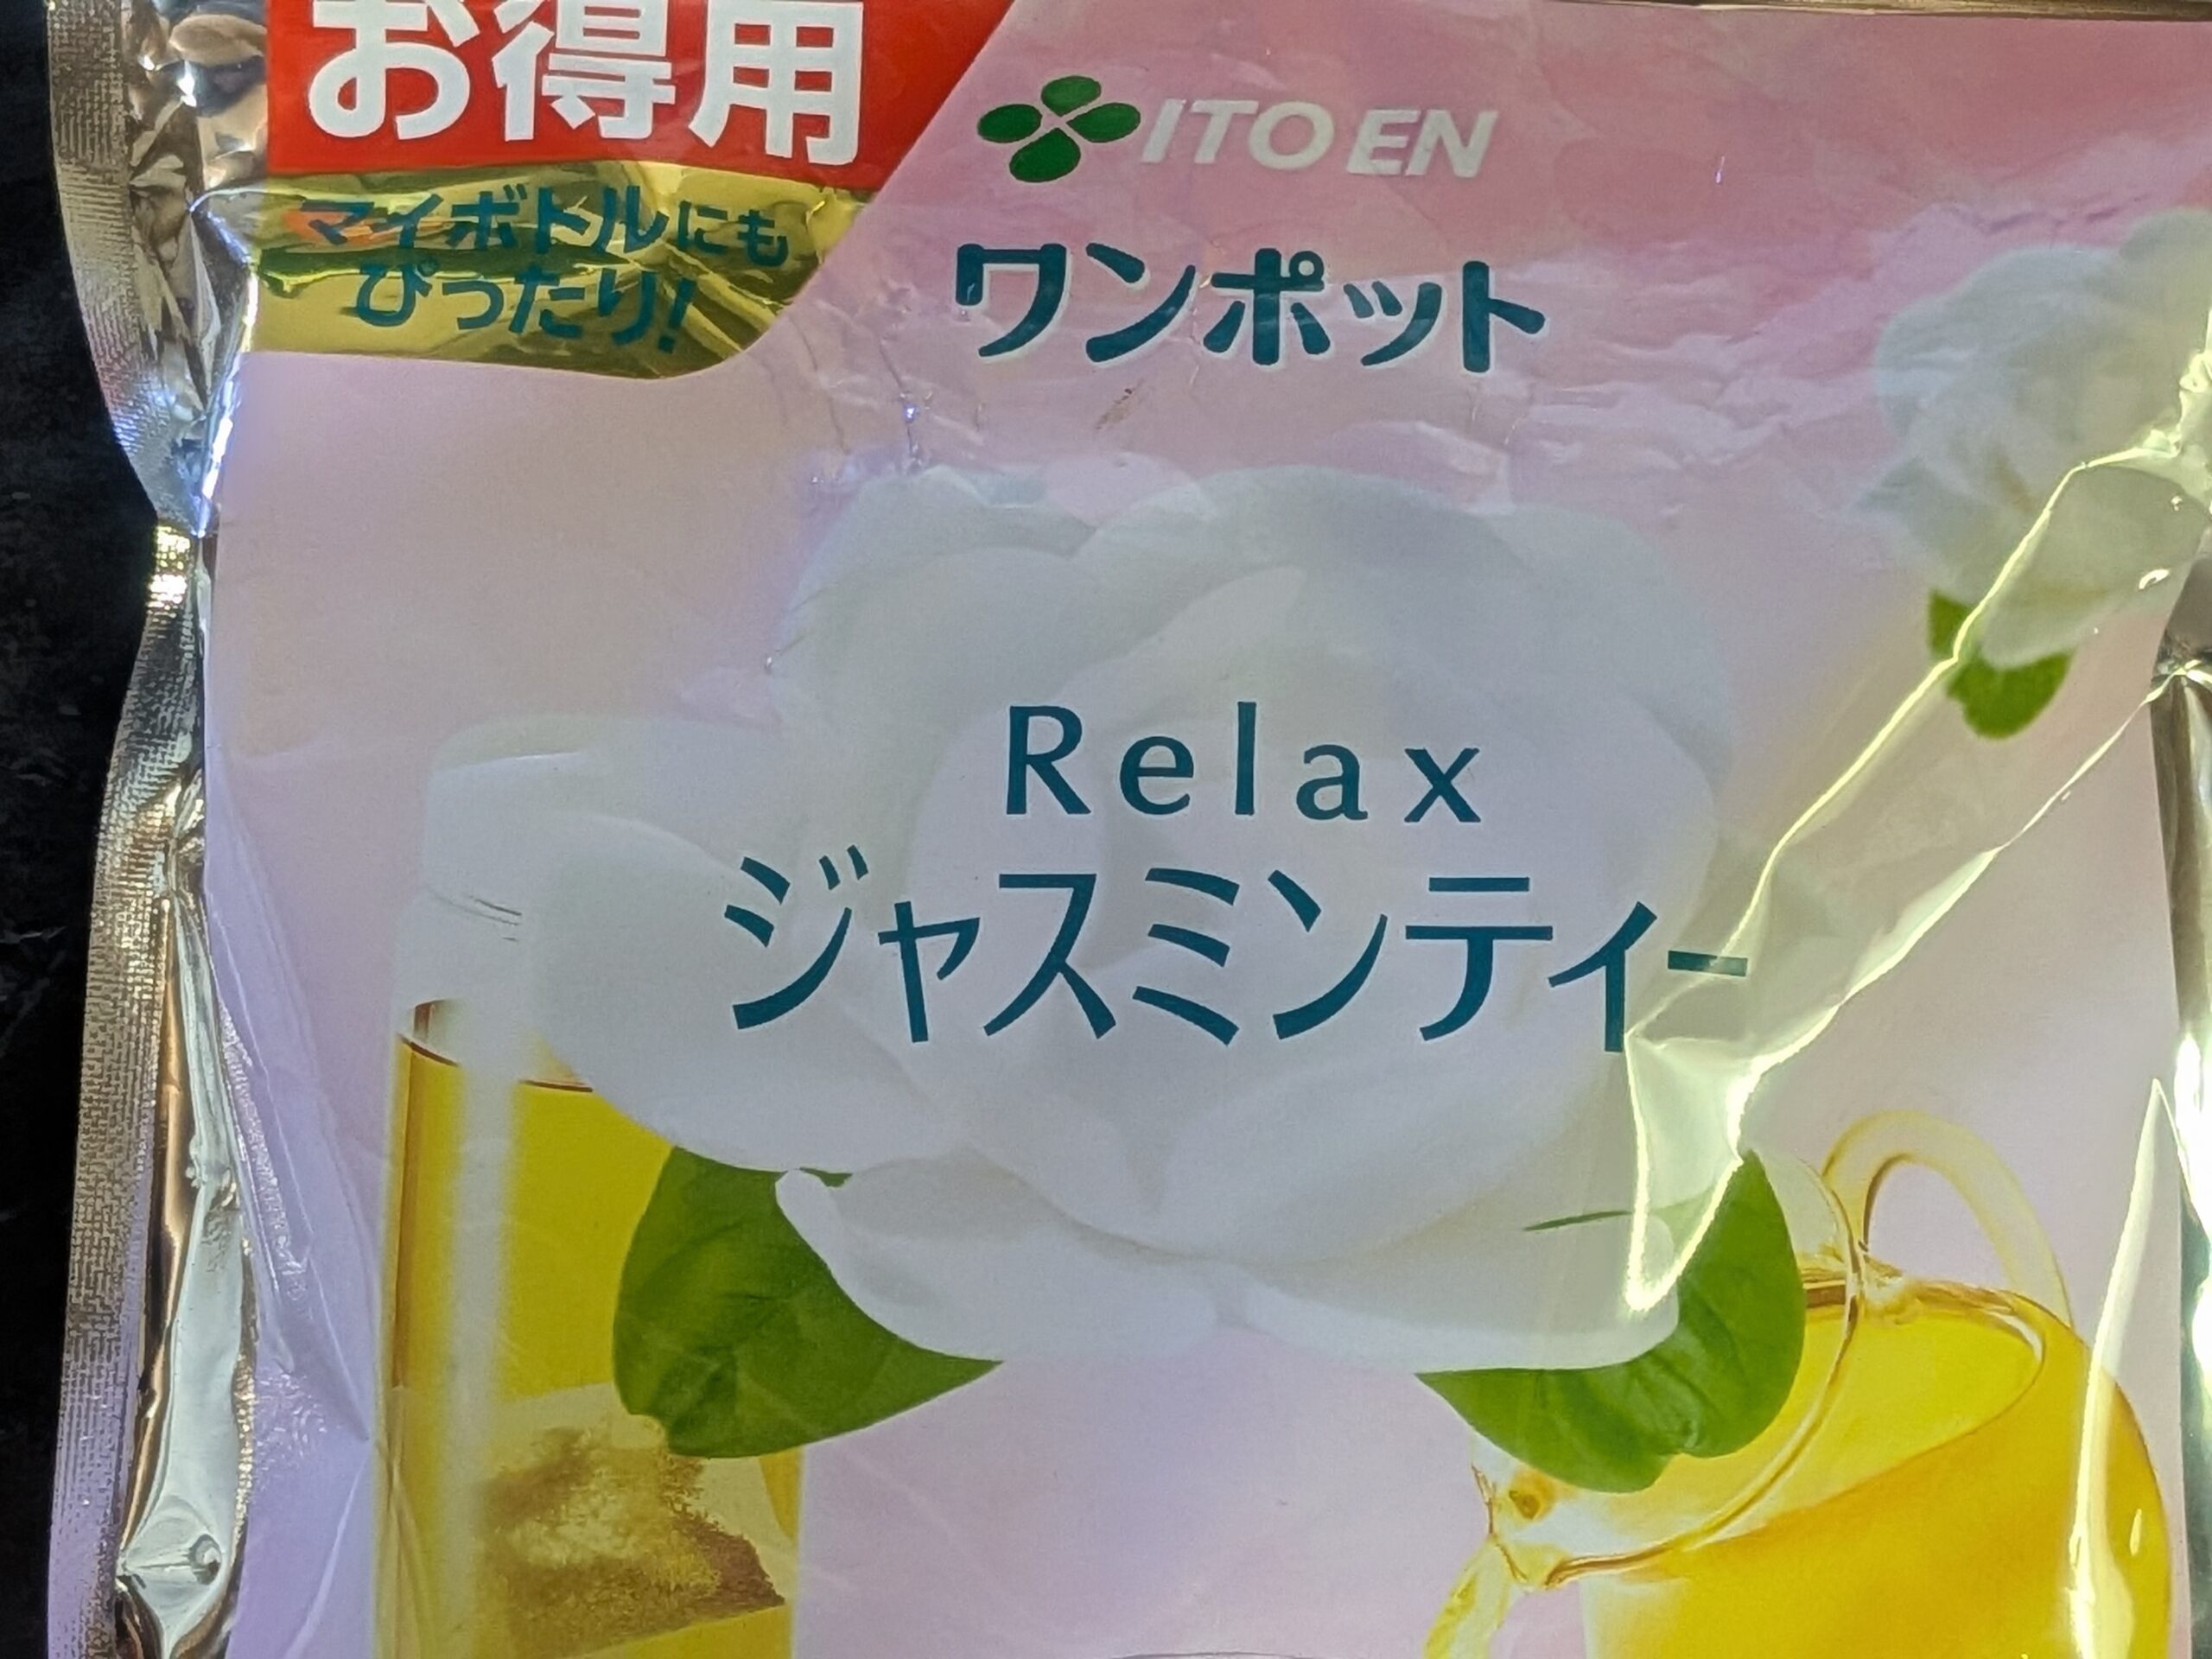 お得用
マイボトルにも
ぴったり!
ITO EN
ワンポット
Relax
ジャスミンティー